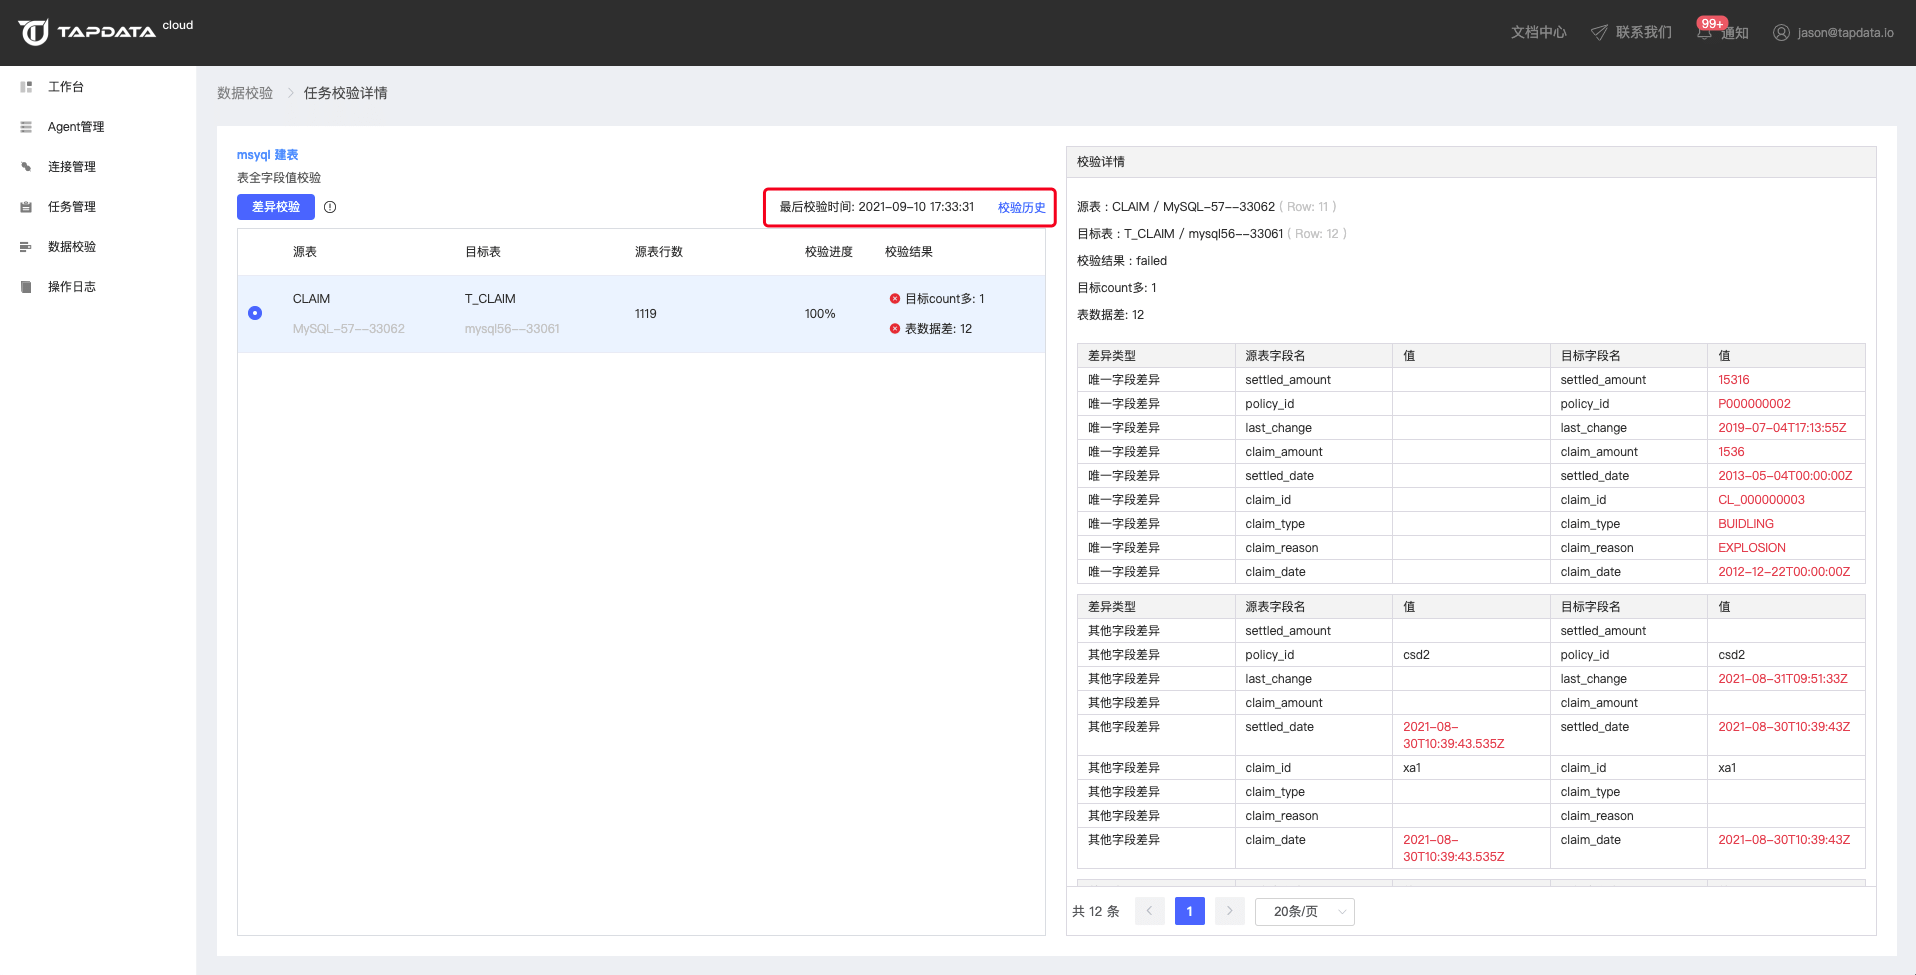 TAPDATA cloud
文档中心 联系我们 99+ 通知 jason@tapdata.io
工作台
Agent管理
连接管理
任务管理
数据校验
操作日志
数据校验 > 任务校验详情
msyql 建表
表全字段值校验
差异校验
最后校验时间: 2021-09-10 17:33:31 校验历史
源表 目标表 源表行数 校验进度 校验结果
CLAIM T_CLAIM 1119 100% 目标count多: 1
MySQL-57--33062 mysql56--33061 表数据差: 12
校验详情
源表 : CLAIM / MySQL-57--33062 ( Row: 11 )
目标表 : T_CLAIM / mysql56--33061 ( Row: 12 )
校验结果 : failed
目标count多: 1
表数据差: 12
差异类型 源表字段名 值 目标字段名 值
唯一字段差异 settled_amount settled_amount 15316
唯一字段差异 policy_id policy_id P000000002
唯一字段差异 last_change last_change 2019-07-04T17:13:55Z
唯一字段差异 claim_amount claim_amount 1536
唯一字段差异 settled_date settled_date 2013-05-04T00:00:00Z
唯一字段差异 claim_id claim_id CL_000000003
唯一字段差异 claim_type claim_type BUIDLING
唯一字段差异 claim_reason claim_reason EXPLOSION
唯一字段差异 claim_date claim_date 2012-12-22T00:00:00Z
差异类型 源表字段名 值 目标字段名 值
其他字段差异 settled_amount settled_amount
其他字段差异 policy_id csd2 policy_id csd2
其他字段差异 last_change last_change 2021-08-31T09:51:33Z
其他字段差异 claim_amount claim_amount
其他字段差异 settled_date 2021-08-30T10:39:43.535Z settled_date 2021-08-30T10:39:43Z
其他字段差异 claim_id xa1 claim_id xa1
其他字段差异 claim_type claim_type
其他字段差异 claim_reason claim_reason
其他字段差异 claim_date 2021-08-30T10:39:43.535Z claim_date 2021-08-30T10:39:43Z
共 12 条 < 1 > 20条/页